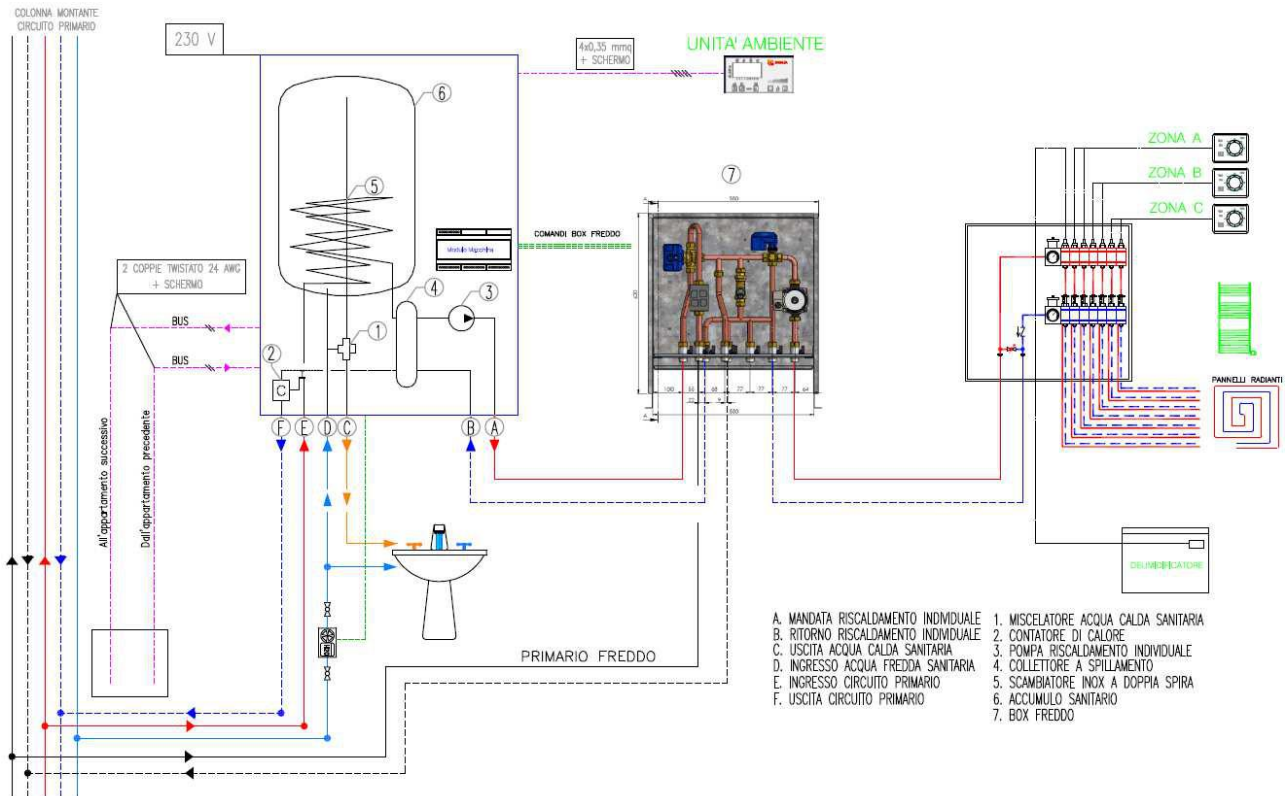 COLONNA MONTANTE
CIRCUITO PRIMARIO
230 V
4x0,35 mmq
+ SCHERMO
UNITA' AMBIENTE
6
5
ZONA A
ZONA B
ZONA C
7
COMANDI BOX FREDDO
2 COPPIE TWISTATO 24 AWG
+ SCHERMO
BUS
BUS
4
3
1
2
C
F
E
D
C
B
A
100
77
77
64
PANNELLI RADIANTI
All'appartamento successivo
Dall'appartamento precedente
DEUMIDIFICATORE
PRIMARIO FREDDO
A. MANDATA RISCALDAMENTO INDIVIDUALE
B. RITORNO RISCALDAMENTO INDIVIDUALE
C. USCITA ACQUA CALDA SANITARIA
D. INGRESSO ACQUA FREDDA SANITARIA
E. INGRESSO CIRCUITO PRIMARIO
F. USCITA CIRCUITO PRIMARIO
1. MISCELATORE ACQUA CALDA SANITARIA
2. CONTATORE DI CALORE
3. POMPA RISCALDAMENTO INDIVIDUALE
4. COLLETTORE A SPILLAMENTO
5. SCAMBIATORE INOX A DOPPIA SPIRA
6. ACCUMULO SANITARIO
7. BOX FREDDO